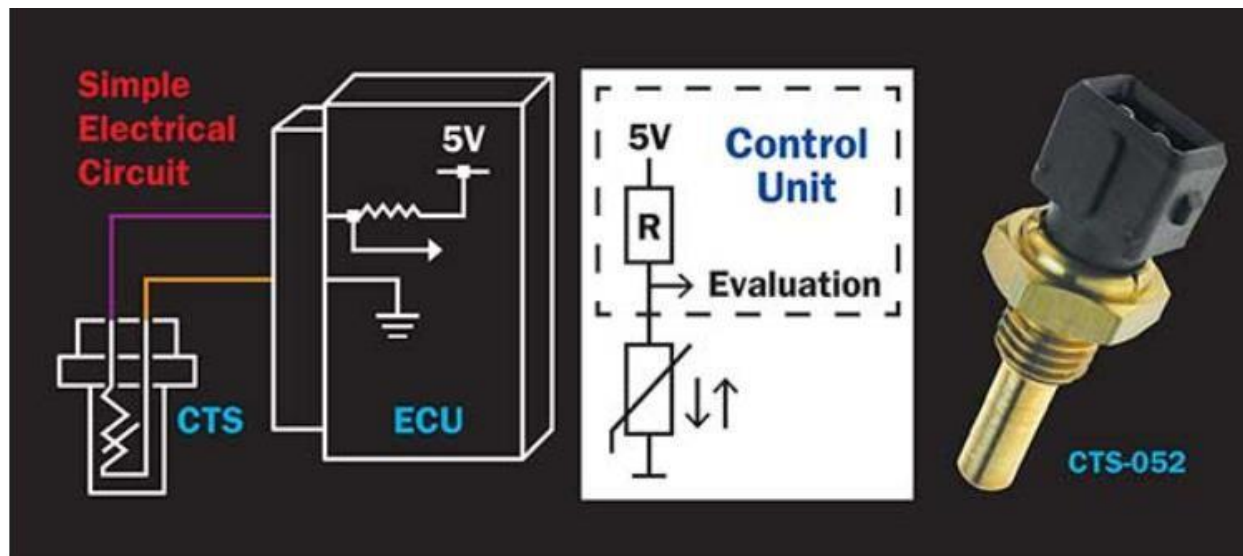 Simple
Electrical
Circuit
5V
CTS
ECU
5V
Control
Unit
R
Evaluation
CTS-052